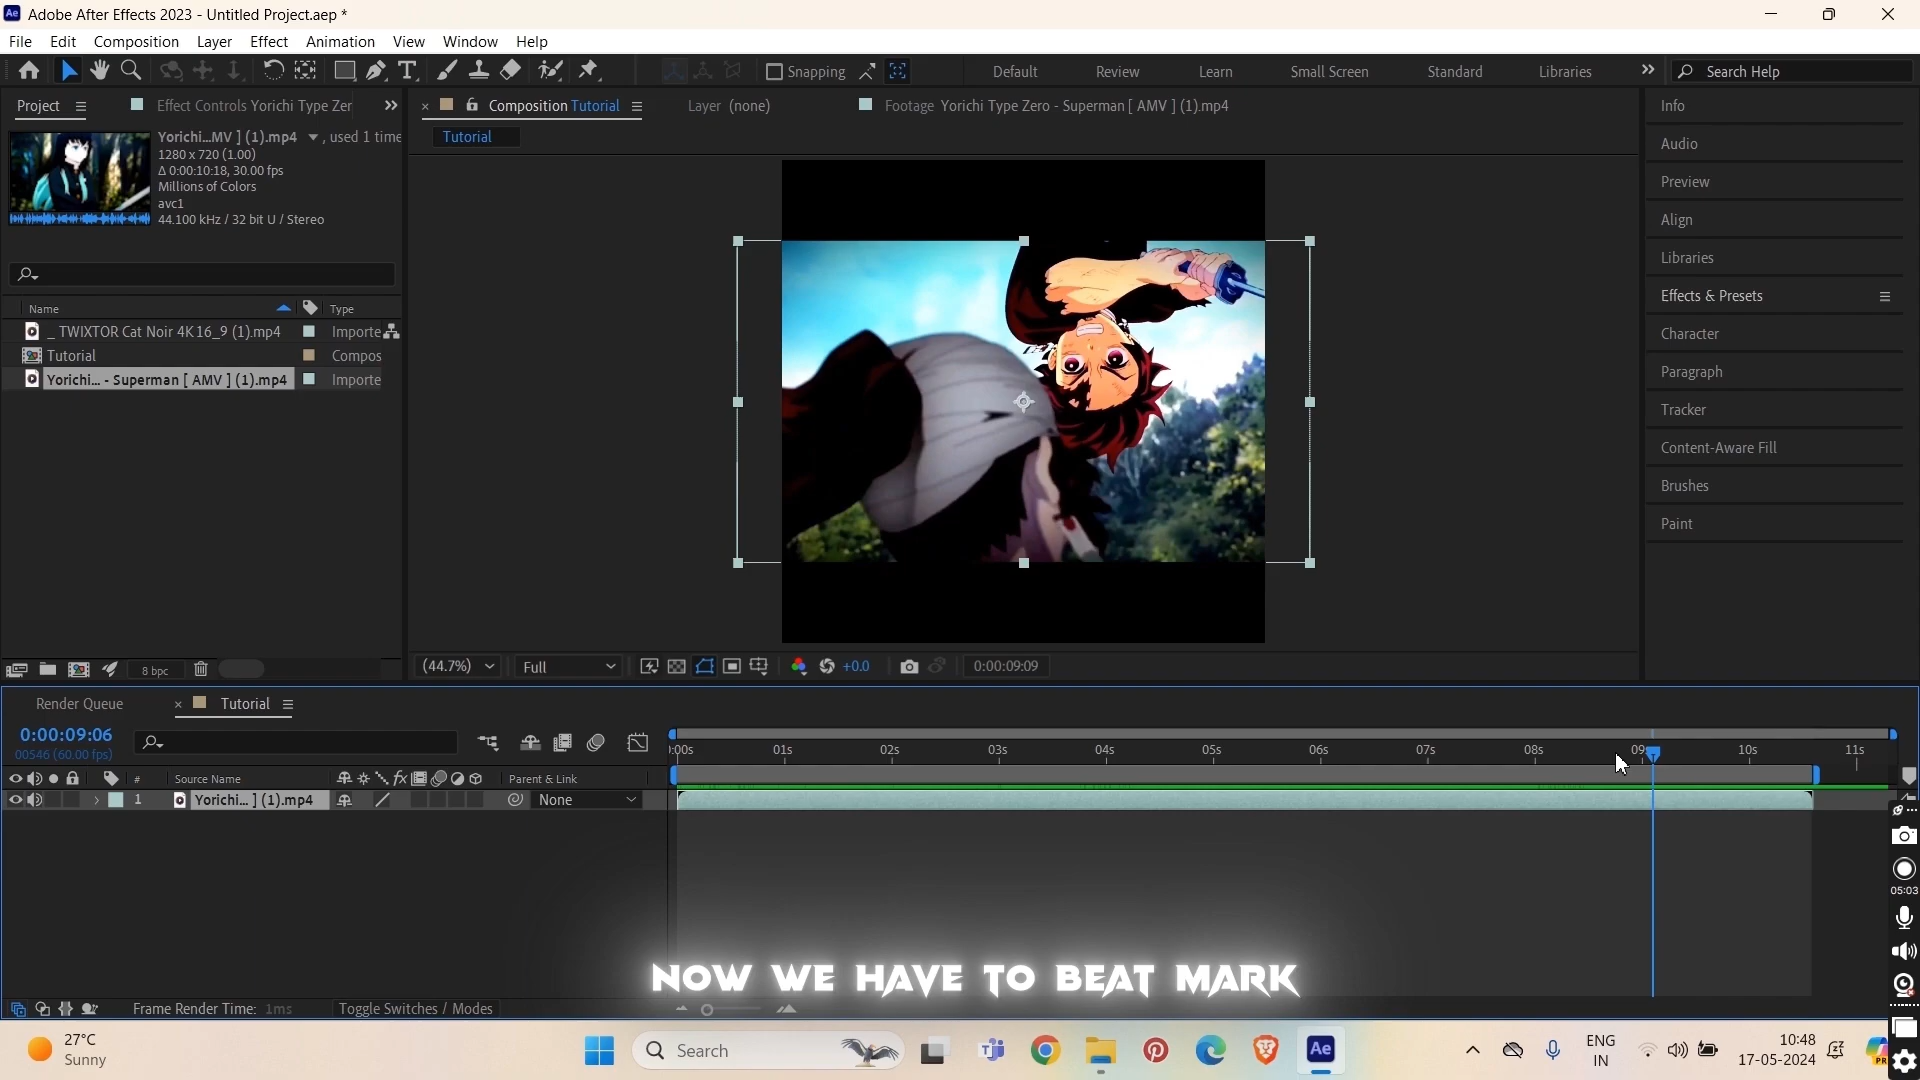 Adobe After Effects 2023 - Untitled Project.aep *
File Edit Composition Layer Effect Animation View Window Help
Snapping Default Review Learn Small Screen Standard Libraries Search Help
Project Effect Controls Yorichi Type Zer Composition Tutorial Layer (none) Footage Yorichi Type Zero - Superman [ AMV ] (1).mp4 Info
Tutorial
Yorichi...MV ] (1).mp4 , used 1 time
1280 x 720 (1.00)
Δ 0:00:10:18, 30.00 fps
Millions of Colors
avc1
44.100 kHz / 32 bit U / Stereo
Name Type
_ TWIXTOR Cat Noir 4K 16_9 (1).mp4 Importe
Tutorial Compos
Yorichi... - Superman [ AMV ] (1).mp4 Importe
Audio
Preview
Align
Libraries
Effects & Presets
Character
Paragraph
Tracker
Content-Aware Fill
Brushes
Paint
8 bpc (44.7%) Full +0.0 0:00:09:09
Render Queue Tutorial
0:00:09:06
00546 (60.00 fps)
):00s 01s 02s 03s 04s 05s 06s 07s 08s 09s 10s 11s
# Source Name Parent & Link
1 Yorichi... ] (1).mp4 None
05:03
NOW WE HAVE TO BEAT MARK
Frame Render Time: 1ms Toggle Switches / Modes
27°C
Sunny
Search
ENG
IN
10:48
17-05-2024